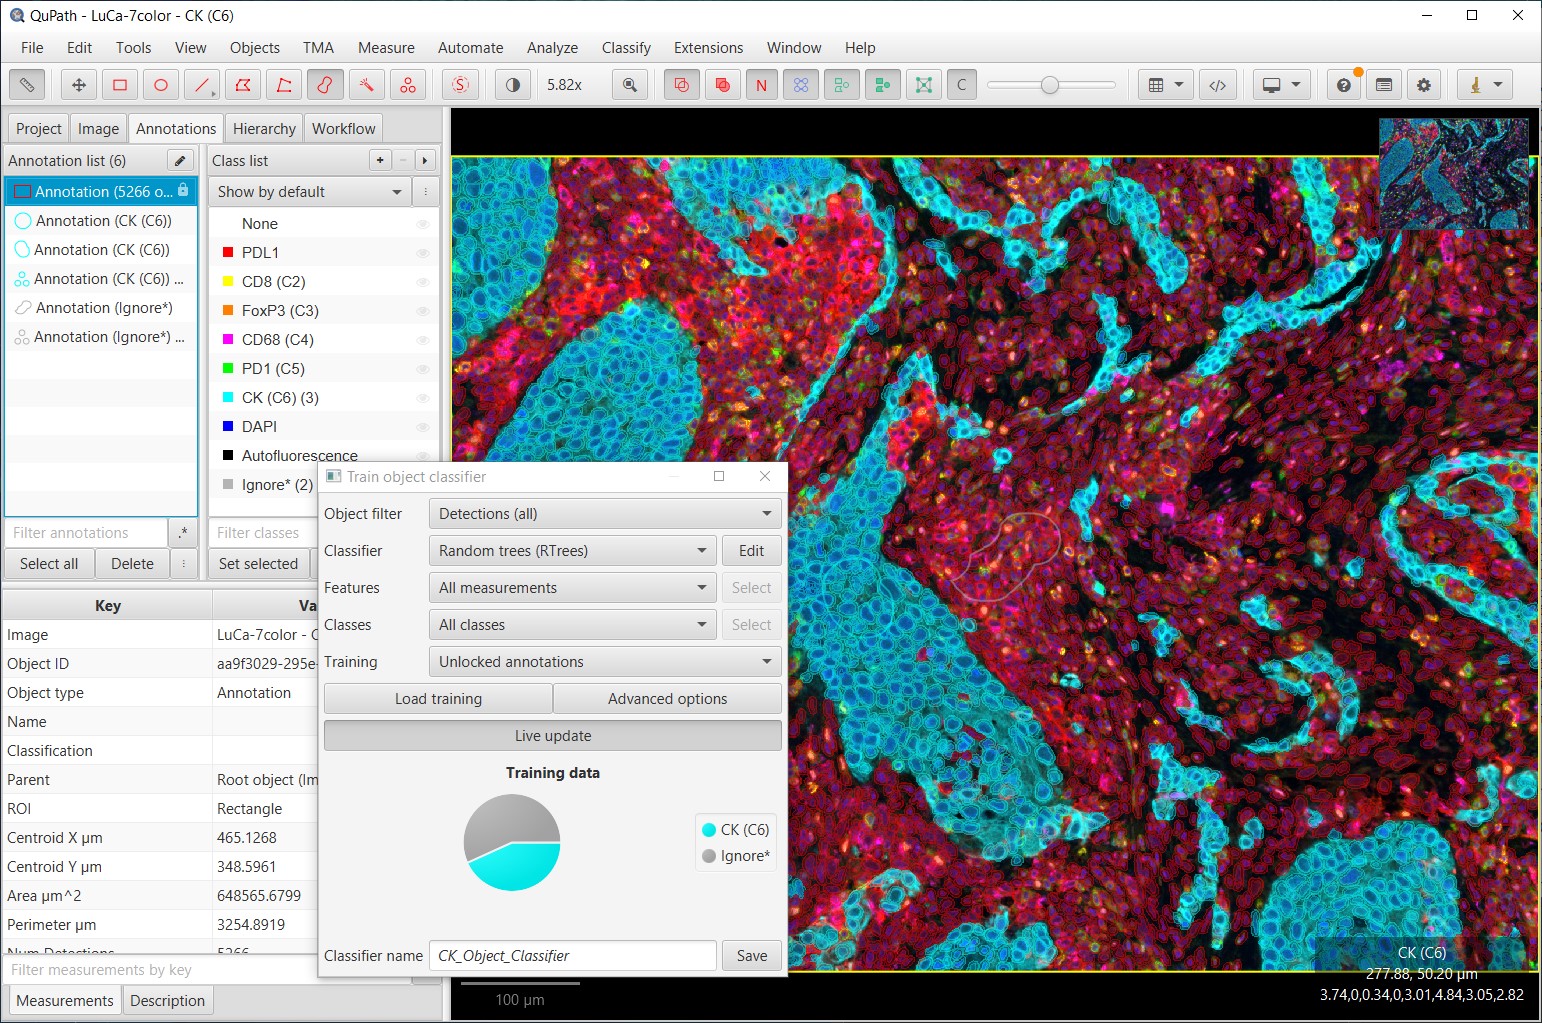 QuPath - LuCa-7color - CK (C6)
File Edit Tools View Objects TMA Measure Automate Analyze Classify Extensions Window Help
S 5.82x N C </> ?
Project Image Annotations Hierarchy Workflow
Annotation list (6)
Annotation (5266 o...
Annotation (CK (C6))
Annotation (CK (C6))
Annotation (CK (C6)) ...
Annotation (Ignore*)
Annotation (Ignore*) ...
Filter annotations .*
Select all Delete
Class list + -
Show by default
None
PDL1
CD8 (C2)
FoxP3 (C3)
CD68 (C4)
PD1 (C5)
CK (C6) (3)
DAPI
Autofluorescence
Ignore* (2)
Filter classes
Set selected
Key Va
Image LuCa-7color - C
Object ID aa9f3029-295e-
Object type Annotation
Name
Classification
Parent Root object (Im
ROI Rectangle
Centroid X µm 465.1268
Centroid Y µm 348.5961
Area µm^2 648565.6799
Perimeter µm 3254.8919
Num Detections 5266
Filter measurements by key
Measurements Description
Train object classifier
Object filter Detections (all)
Classifier Random trees (RTrees) Edit
Features All measurements Select
Classes All classes Select
Training Unlocked annotations
Load training Advanced options
Live update
Training data
CK (C6)
Ignore*
Classifier name CK_Object_Classifier Save
100 µm
CK (C6)
277.88, 50.20 µm
3.74,0,0.34,0,3.01,4.84,3.05,2.82